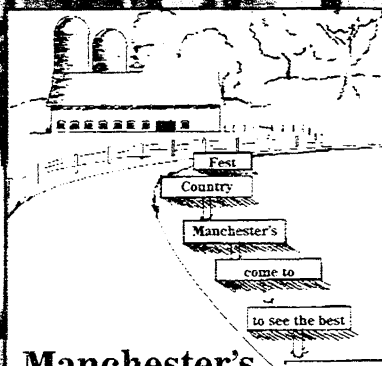 Fest
Country
Manchester's
come to
to see the best
Manchester's